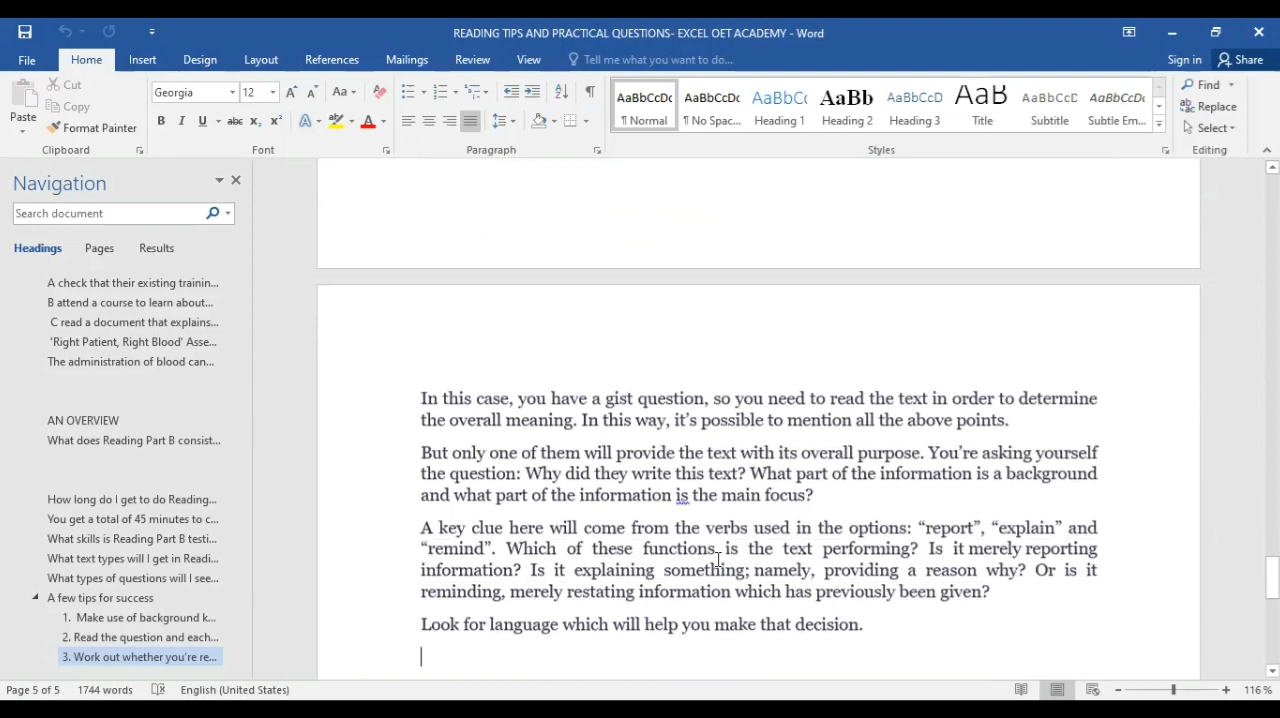 READING TIPS AND PRACTICAL QUESTIONS- EXCEL OET ACADEMY - Word
File Home Insert Design Layout References Mailings Review View Tell me what you want to do... Sign in Share
Paste
Cut
Copy
Format Painter
Clipboard
Georgia 12
Font
Paragraph
AaBbCcDc AaBbCcDc AaBbCc AaBb AaBbCcD AaB AaBbCcD AaBbCcDc
¶ Normal ¶ No Spac... Heading 1 Heading 2 Heading 3 Title Subtitle Subtle Em...
Styles
Find
Replace
Select
Editing
Navigation
Search document
Headings Pages Results
A check that their existing trainin...
B attend a course to learn about...
C read a document that explains...
'Right Patient, Right Blood' Asse...
The administration of blood can...
AN OVERVIEW
What does Reading Part B consist...
How long do I get to do Reading...
You get a total of 45 minutes to c...
What skills is Reading Part B testi...
What text types will I get in Readi...
What types of questions will I see...
A few tips for success
1. Make use of background k...
2. Read the question and each...
3. Work out whether you're re...
In this case, you have a gist question, so you need to read the text in order to determine
the overall meaning. In this way, it's possible to mention all the above points.
But only one of them will provide the text with its overall purpose. You're asking yourself
the question: Why did they write this text? What part of the information is a background
and what part of the information is the main focus?
A key clue here will come from the verbs used in the options: “report”, “explain” and
“remind”. Which of these functions is the text performing? Is it merely reporting
information? Is it explaining something; namely, providing a reason why? Or is it
reminding, merely restating information which has previously been given?
Look for language which will help you make that decision.
Page 5 of 5 1744 words English (United States) 116 %